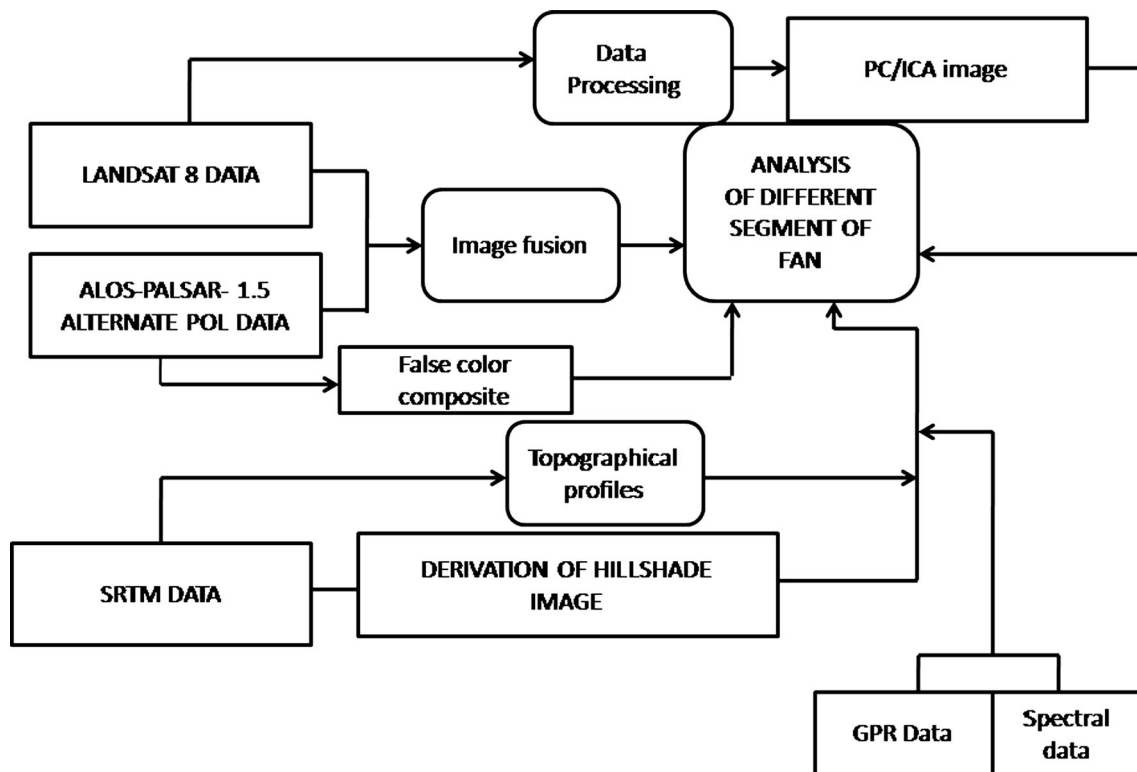 Data
Processing
PC/ICA image
LANDSAT 8 DATA
ANALYSIS
OF DIFFERENT
SEGMENT OF
FAN
Image fusion
ALOS-PALSAR- 1.5
ALTERNATE POL DATA
False color
composite
Topographical
profiles
SRTM DATA
DERIVATION OF HILLSHADE
IMAGE
GPR Data
Spectral
data